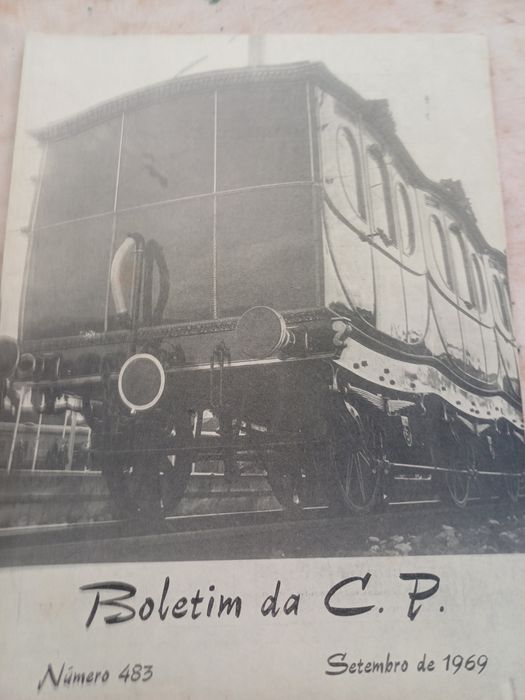 Boletim da C. P.
Número 483
Setembro de 1969